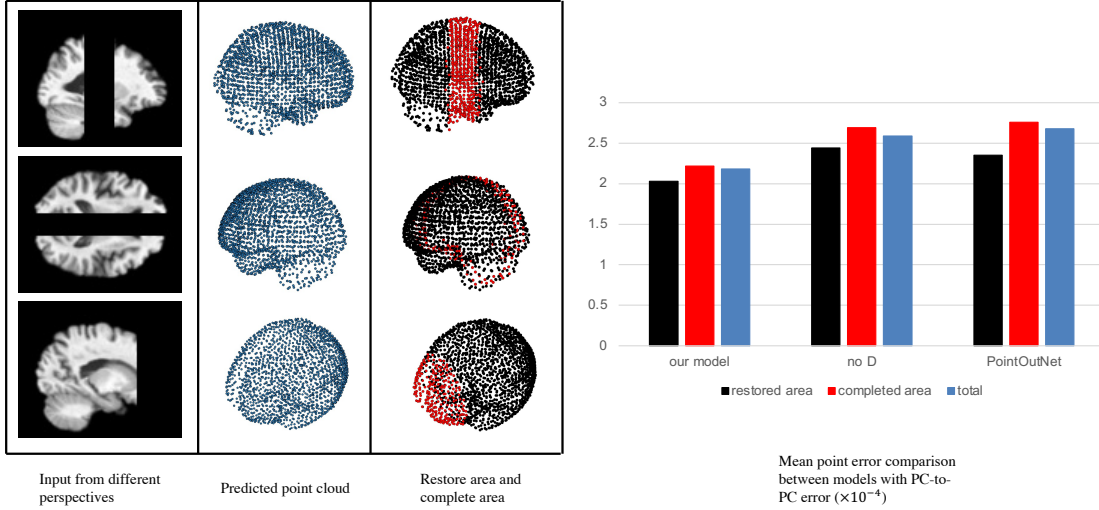 3
2.5
2
1.5
1
0.5
0
our model
no D
PointOutNet
restored area
completed area
total
Input from different
perspectives
Predicted point cloud
Restore area and
complete area
Mean point error comparison
between models with PC-to-
PC error (×10⁻⁴)